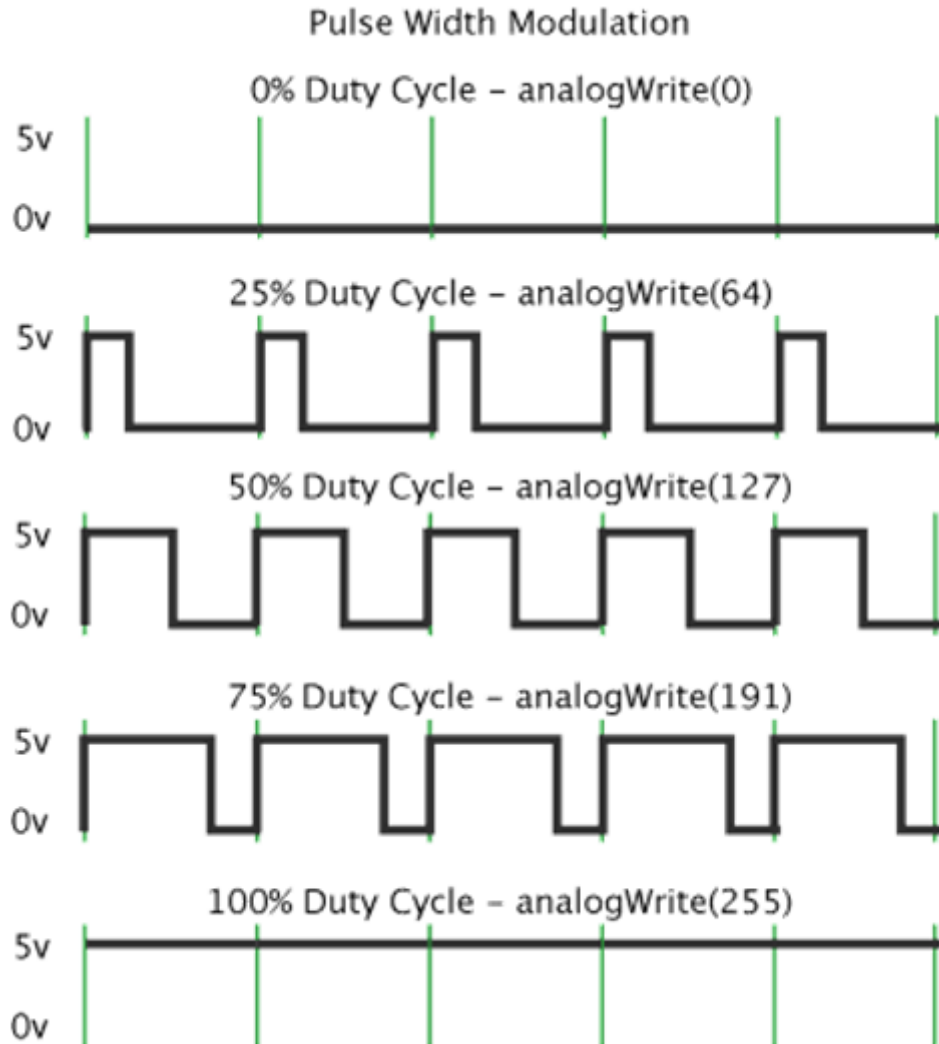 Pulse Width Modulation
0% Duty Cycle – analogWrite(0)
5v
0v
25% Duty Cycle – analogWrite(64)
5v
0v
50% Duty Cycle – analogWrite(127)
5v
0v
75% Duty Cycle – analogWrite(191)
5v
0v
100% Duty Cycle – analogWrite(255)
5v
0v